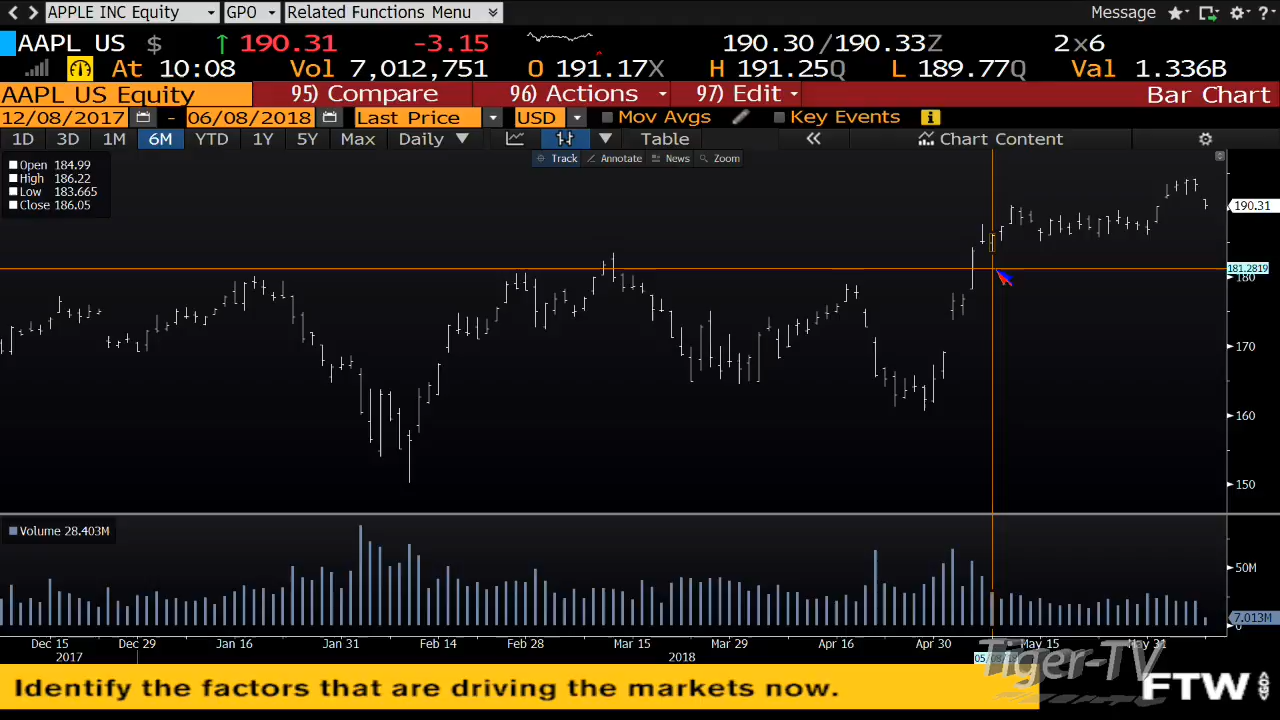 APPLE INC Equity GPO Related Functions Menu Message ?
AAPL US $ ↑ 190.31 -3.15 190.30/190.33Z 2x6
At 10:08 Vol 7,012,751 O 191.17X H 191.25Q L 189.77Q Val 1.336B
AAPL US Equity 95) Compare 96) Actions 97) Edit Bar Chart
12/08/2017 - 06/08/2018 Last Price USD Mov Avgs Key Events i
1D 3D 1M 6M YTD 1Y 5Y Max Daily ▼ Table « Chart Content
Track Annotate News Zoom
Open 184.99
High 186.22
Low 183.665
Close 186.05
190.31
181.2819
180
170
160
150
Volume 28.403M
50M
7.013M
0
Dec 15 Dec 29 Jan 16 Jan 31 Feb 14 Feb 28 Mar 15 Mar 29 Apr 16 Apr 30 May 15 May 31
2017 2018
Tiger-TV
Identify the factors that are driving the markets now. FTW